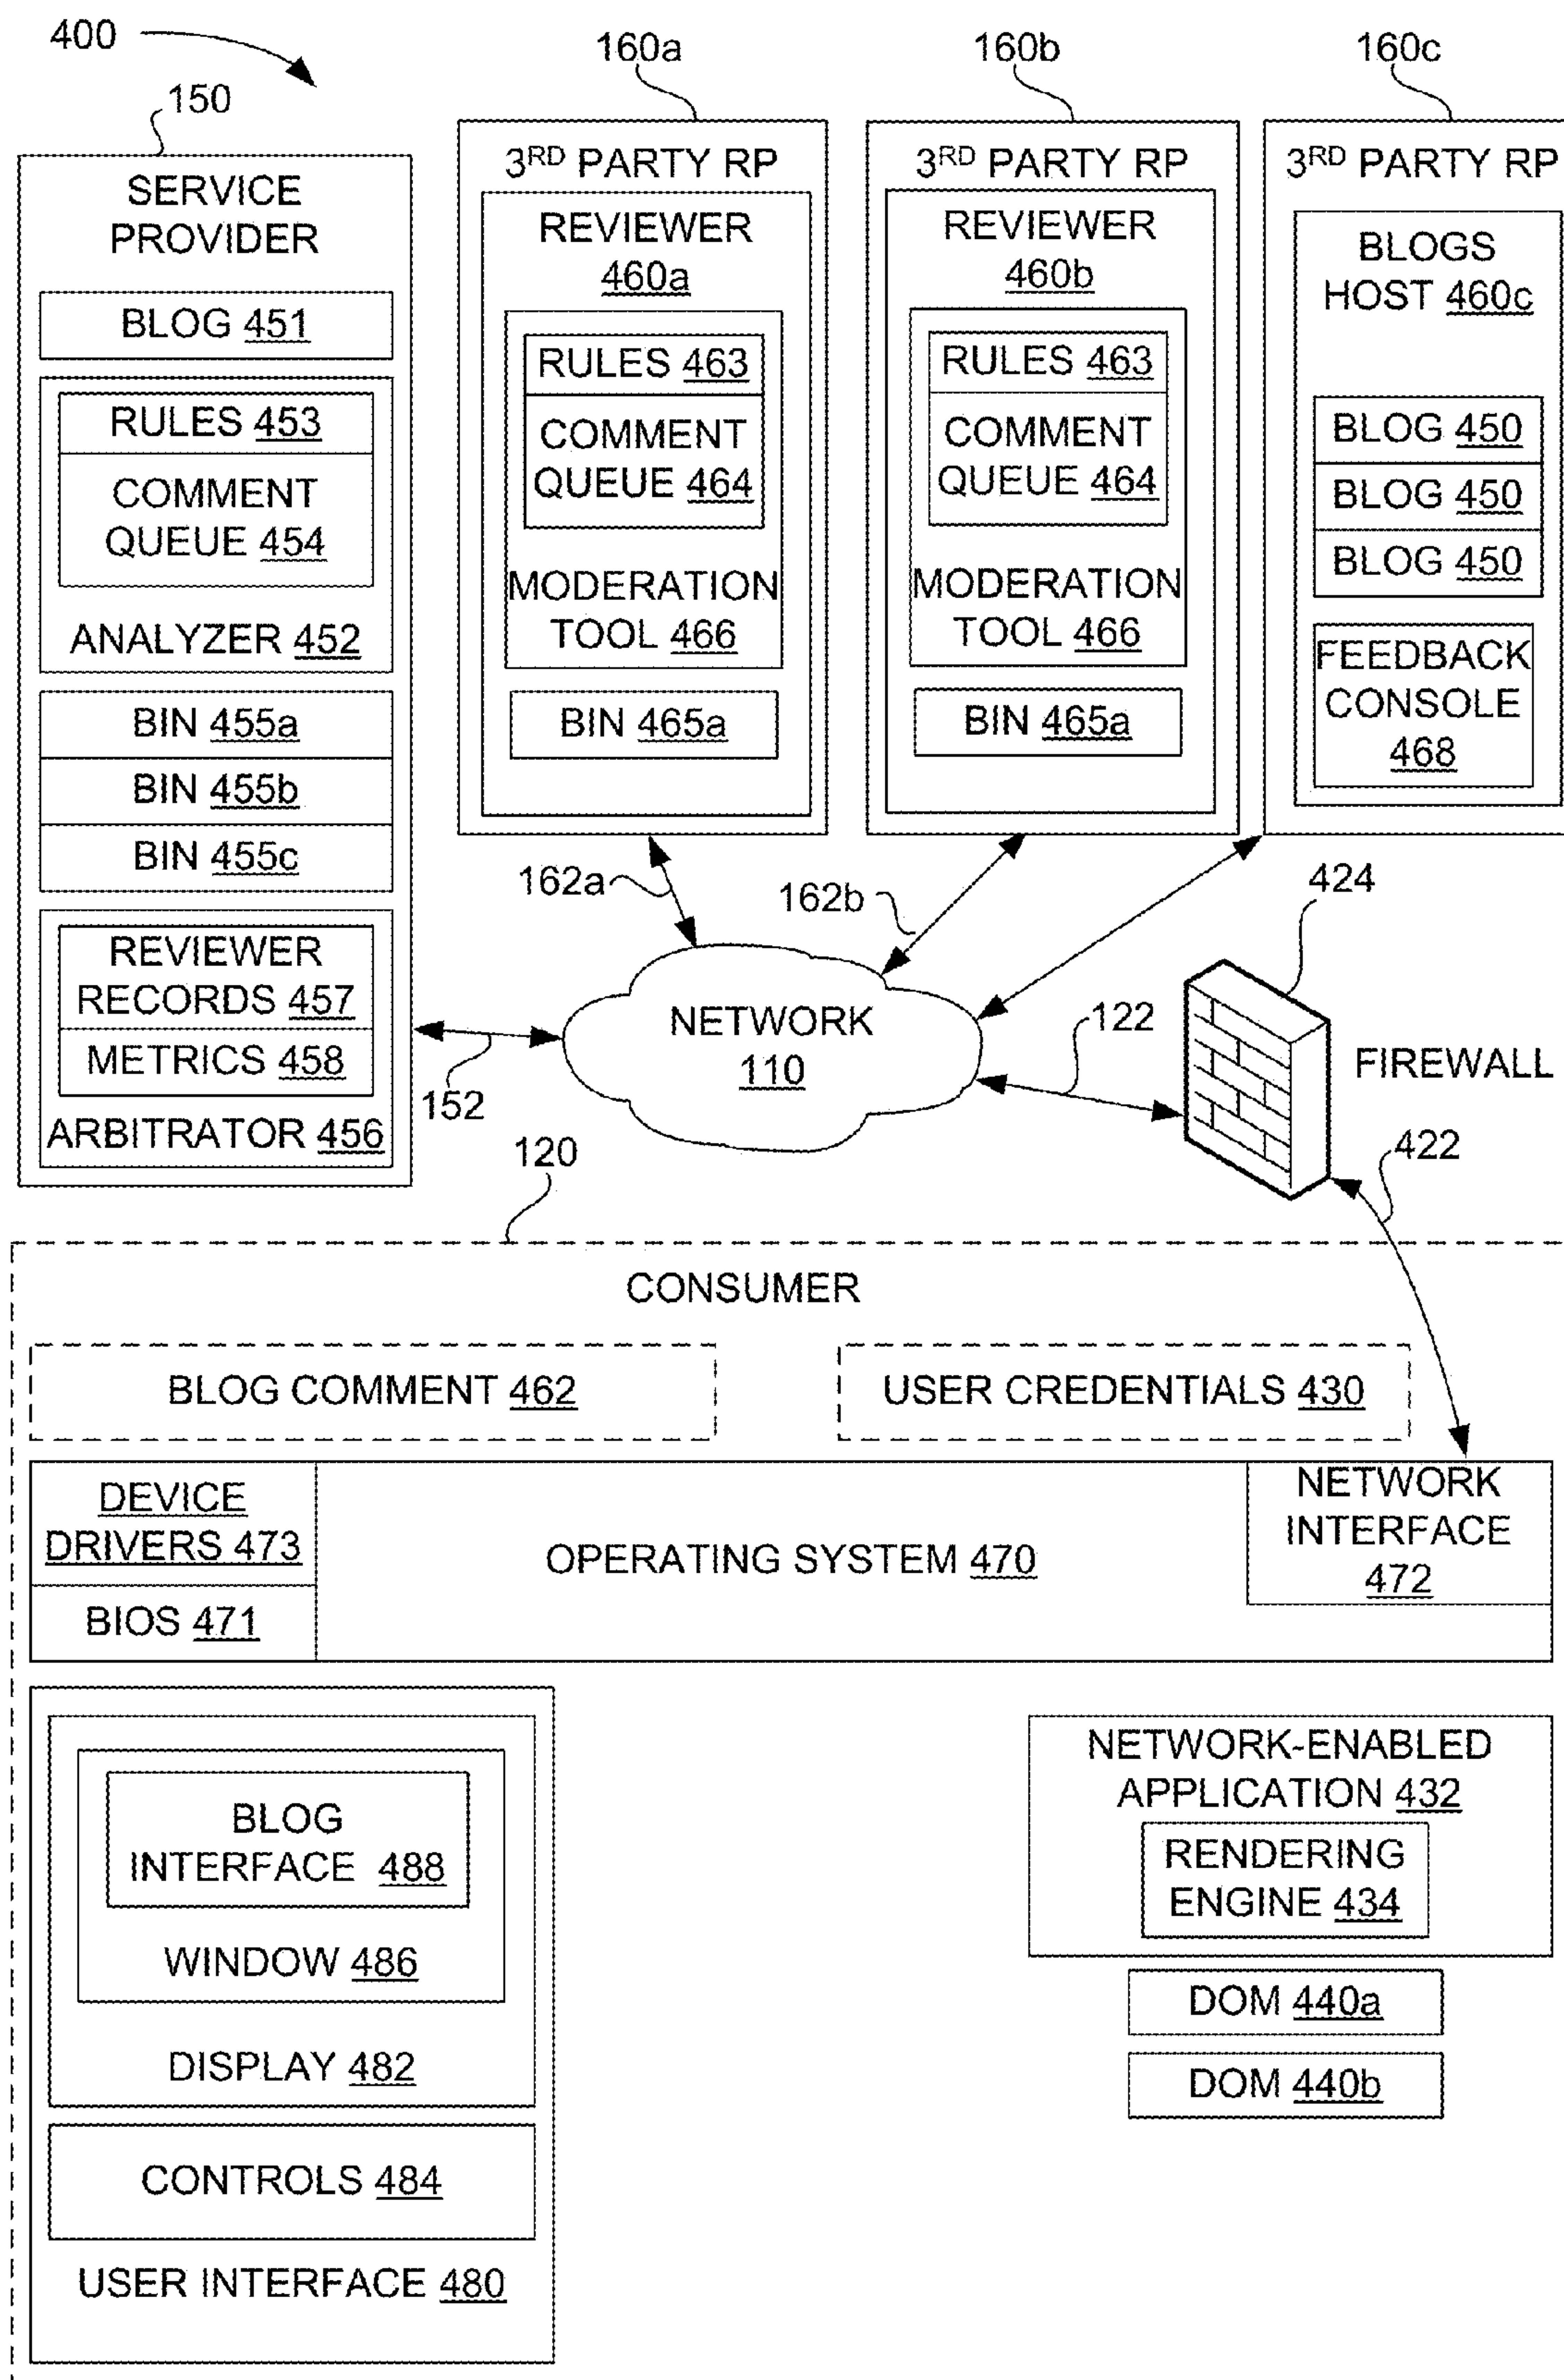 400
150
SERVICE
PROVIDER
BLOG 451
RULES 453
COMMENT
QUEUE 454
ANALYZER 452
BIN 455a
BIN 455b
BIN 455c
REVIEWER
RECORDS 457
METRICS 458
ARBITRATOR 456
160a
3RD PARTY RP
REVIEWER
460a
RULES 463
COMMENT
QUEUE 464
MODERATION
TOOL 466
BIN 465a
160b
3RD PARTY RP
REVIEWER
460b
RULES 463
COMMENT
QUEUE 464
MODERATION
TOOL 466
BIN 465a
160c
3RD PARTY RP
BLOGS
HOST 460c
BLOG 450
BLOG 450
BLOG 450
FEEDBACK
CONSOLE
468
162a
162b
424
NETWORK
110
122
FIREWALL
152
422
120
CONSUMER
BLOG COMMENT 462
USER CREDENTIALS 430
DEVICE
DRIVERS 473
BIOS 471
OPERATING SYSTEM 470
NETWORK
INTERFACE
472
BLOG
INTERFACE 488
WINDOW 486
DISPLAY 482
CONTROLS 484
USER INTERFACE 480
NETWORK-ENABLED
APPLICATION 432
RENDERING
ENGINE 434
DOM 440a
DOM 440b